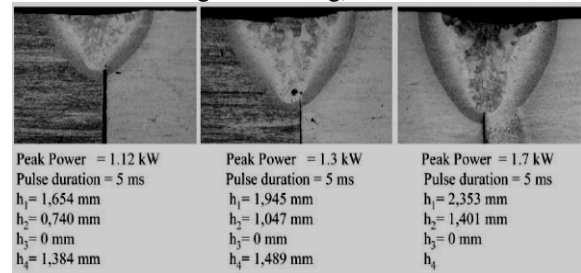 Peak Power = 1.12 kW
Pulse duration = 5 ms
h₁= 1,654 mm
h₂= 0,740 mm
h₃= 0 mm
h₄= 1,384 mm
Peak Power = 1.3 kW
Pulse duration = 5 ms
h₁= 1,945 mm
h₂= 1,047 mm
h₃= 0 mm
h₄= 1,489 mm
Peak Power = 1.7 kW
Pulse duration = 5 ms
h₁= 2,353 mm
h₂= 1,401 mm
h₃= 0 mm
h₄